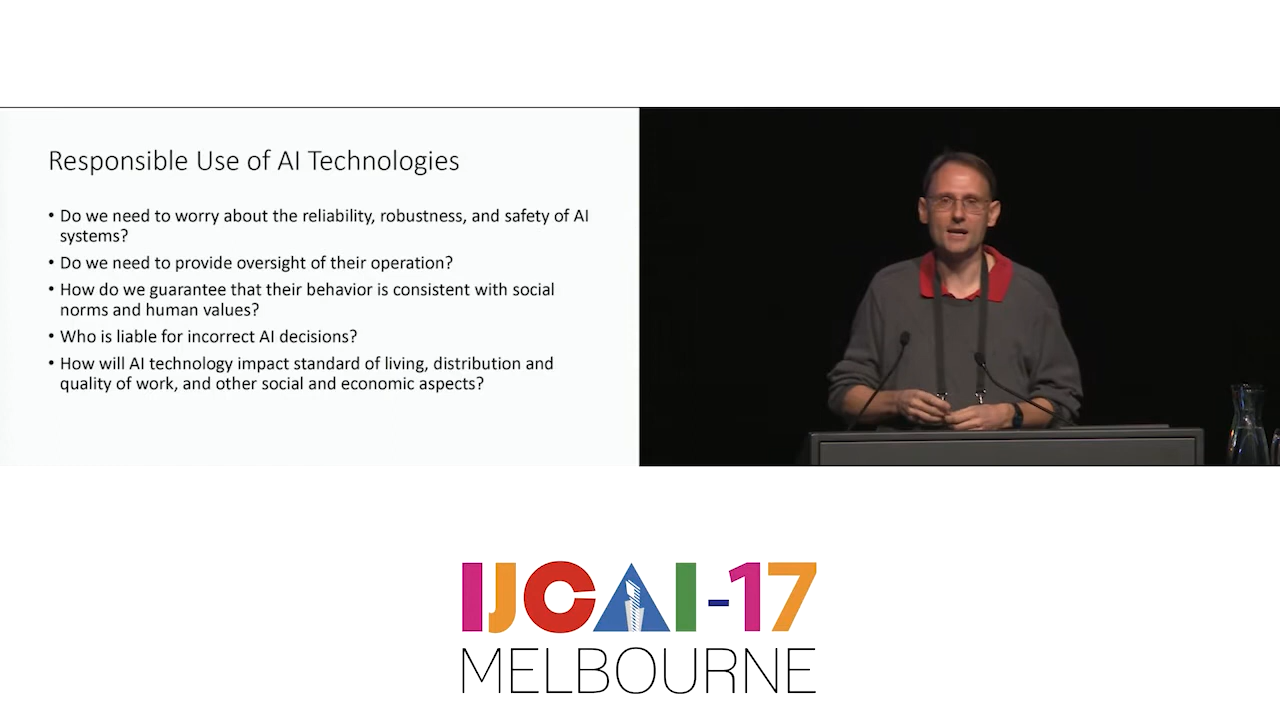 Responsible Use of AI Technologies
• Do we need to worry about the reliability, robustness, and safety of AI
systems?
• Do we need to provide oversight of their operation?
• How do we guarantee that their behavior is consistent with social
norms and human values?
• Who is liable for incorrect AI decisions?
• How will AI technology impact standard of living, distribution and
quality of work, and other social and economic aspects?
IJCAI-17
MELBOURNE